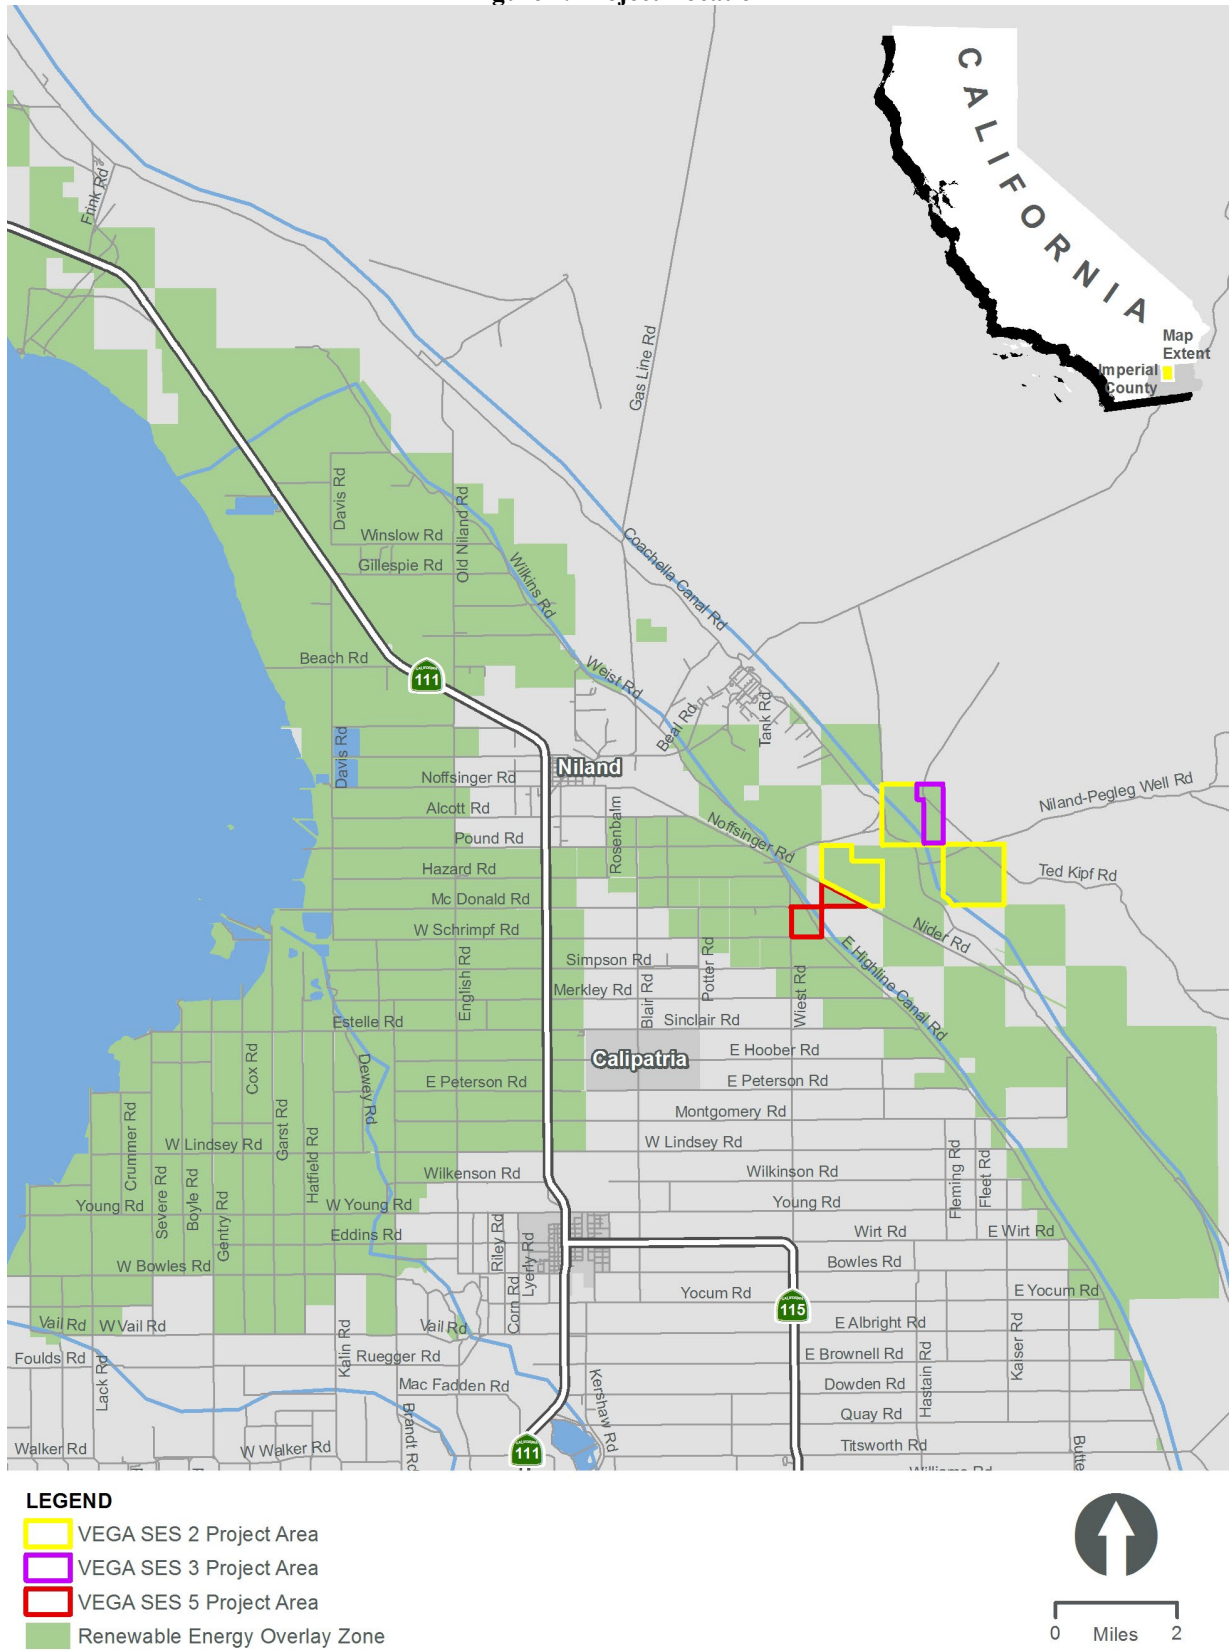 CALIFORNIA
Map
Extent
Imperial
County
Frink Rd
Gas Line Rd
Davis Rd
Old Niland Rd
Winslow Rd
Gillespie Rd
Wilkins Rd
Coachella Canal Rd
Beach Rd
111
Weist Rd
Beal Rd
Tank Rd
Davis Rd
Niland
Noffsinger Rd
Niland-Pegleg Well Rd
Alcott Rd
Rosenbalm
Pound Rd
Noffsinger Rd
Hazard Rd
Ted Kipf Rd
Mc Donald Rd
W Schrimpf Rd
Nider Rd
E Highline Canal Rd
English Rd
Simpson Rd
Potter Rd
Merkley Rd
Blair Rd
Wiest Rd
Estelle Rd
Sinclair Rd
Cox Rd
Dewey Rd
Calipatria
E Hoober Rd
E Peterson Rd
E Peterson Rd
Crummer Rd
Garst Rd
Montgomery Rd
W Lindsey Rd
W Lindsey Rd
Hatfield Rd
Severe Rd
Boyle Rd
Wilkenson Rd
Wilkinson Rd
Fleming Rd
Fleet Rd
Young Rd
Gentry Rd
W Young Rd
Young Rd
Eddins Rd
Riley Rd
Lyerly Rd
Wirt Rd
E Wirt Rd
W Bowles Rd
Bowles Rd
Corn Rd
Yocum Rd
E Yocum Rd
115
Vail Rd
W Vail Rd
Vail Rd
E Albright Rd
Foulds Rd
Kalin Rd
Ruegger Rd
E Brownell Rd
Hastain Rd
Kaiser Rd
Lack Rd
Mac Fadden Rd
Kershaw Rd
Dowden Rd
Brandt Rd
Quay Rd
Walker Rd
W Walker Rd
111
Titsworth Rd
Butte
LEGEND
VEGA SES 2 Project Area
VEGA SES 3 Project Area
VEGA SES 5 Project Area
Renewable Energy Overlay Zone
0 Miles 2